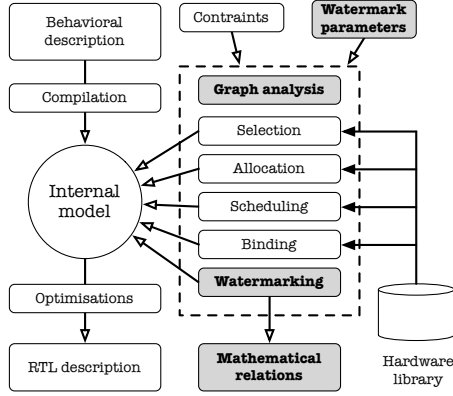 Behavioral
description
Contraints
Watermark
parameters
Compilation
Graph analysis
Selection
Allocation
Internal
model
Scheduling
Binding
Watermarking
Optimisations
RTL description
Mathematical
relations
Hardware
library